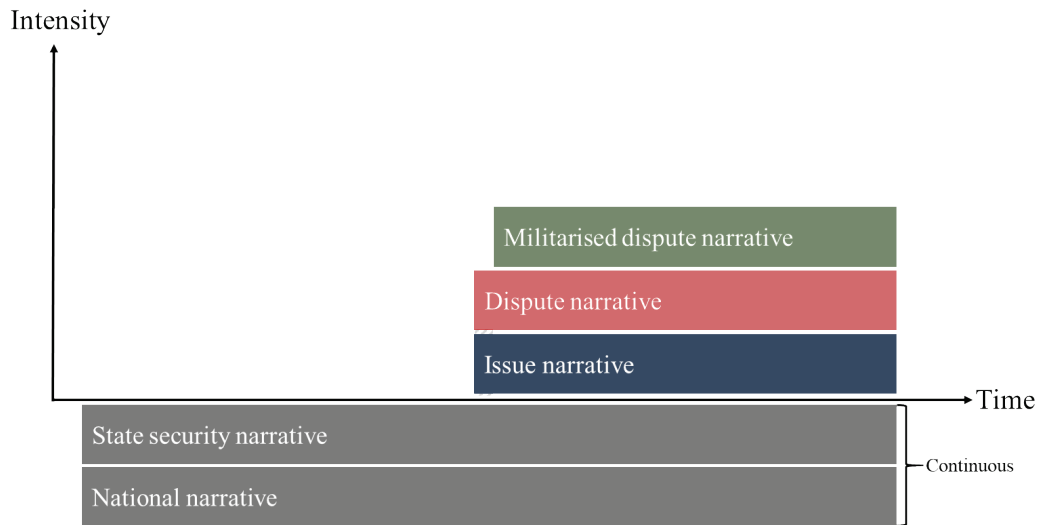 Intensity
Militarised dispute narrative
Dispute narrative
Issue narrative
Time
State security narrative
Continuous
National narrative